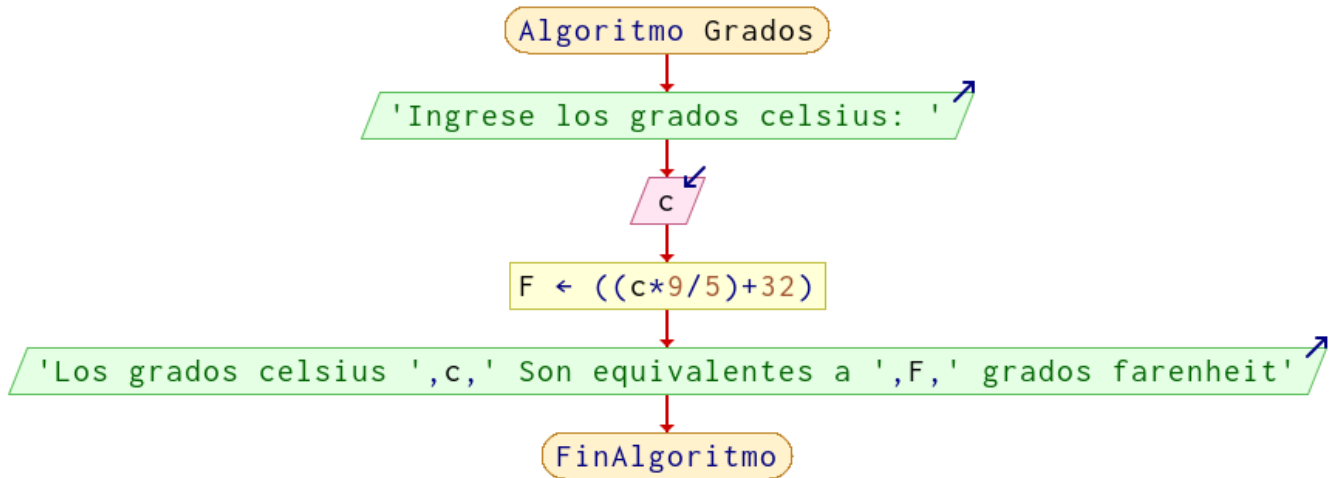 Algoritmo Grados
'Ingrese los grados celsius: '
c
F ← ((c*9/5)+32)
'Los grados celsius ',c,' Son equivalentes a ',F,' grados farenheit'
FinAlgoritmo